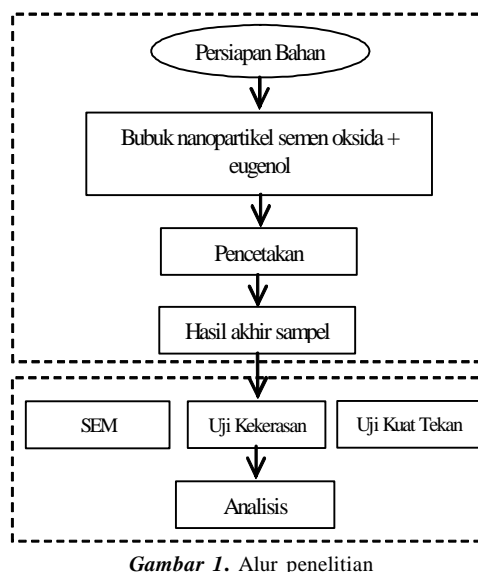 Persiapan Bahan
Bubuk nanopartikel semen oksida +
eugenol
Pencetakan
Hasil akhir sampel
SEM
Uji Kekerasan
Uji Kuat Tekan
Analisis
Gambar 1. Alur penelitian